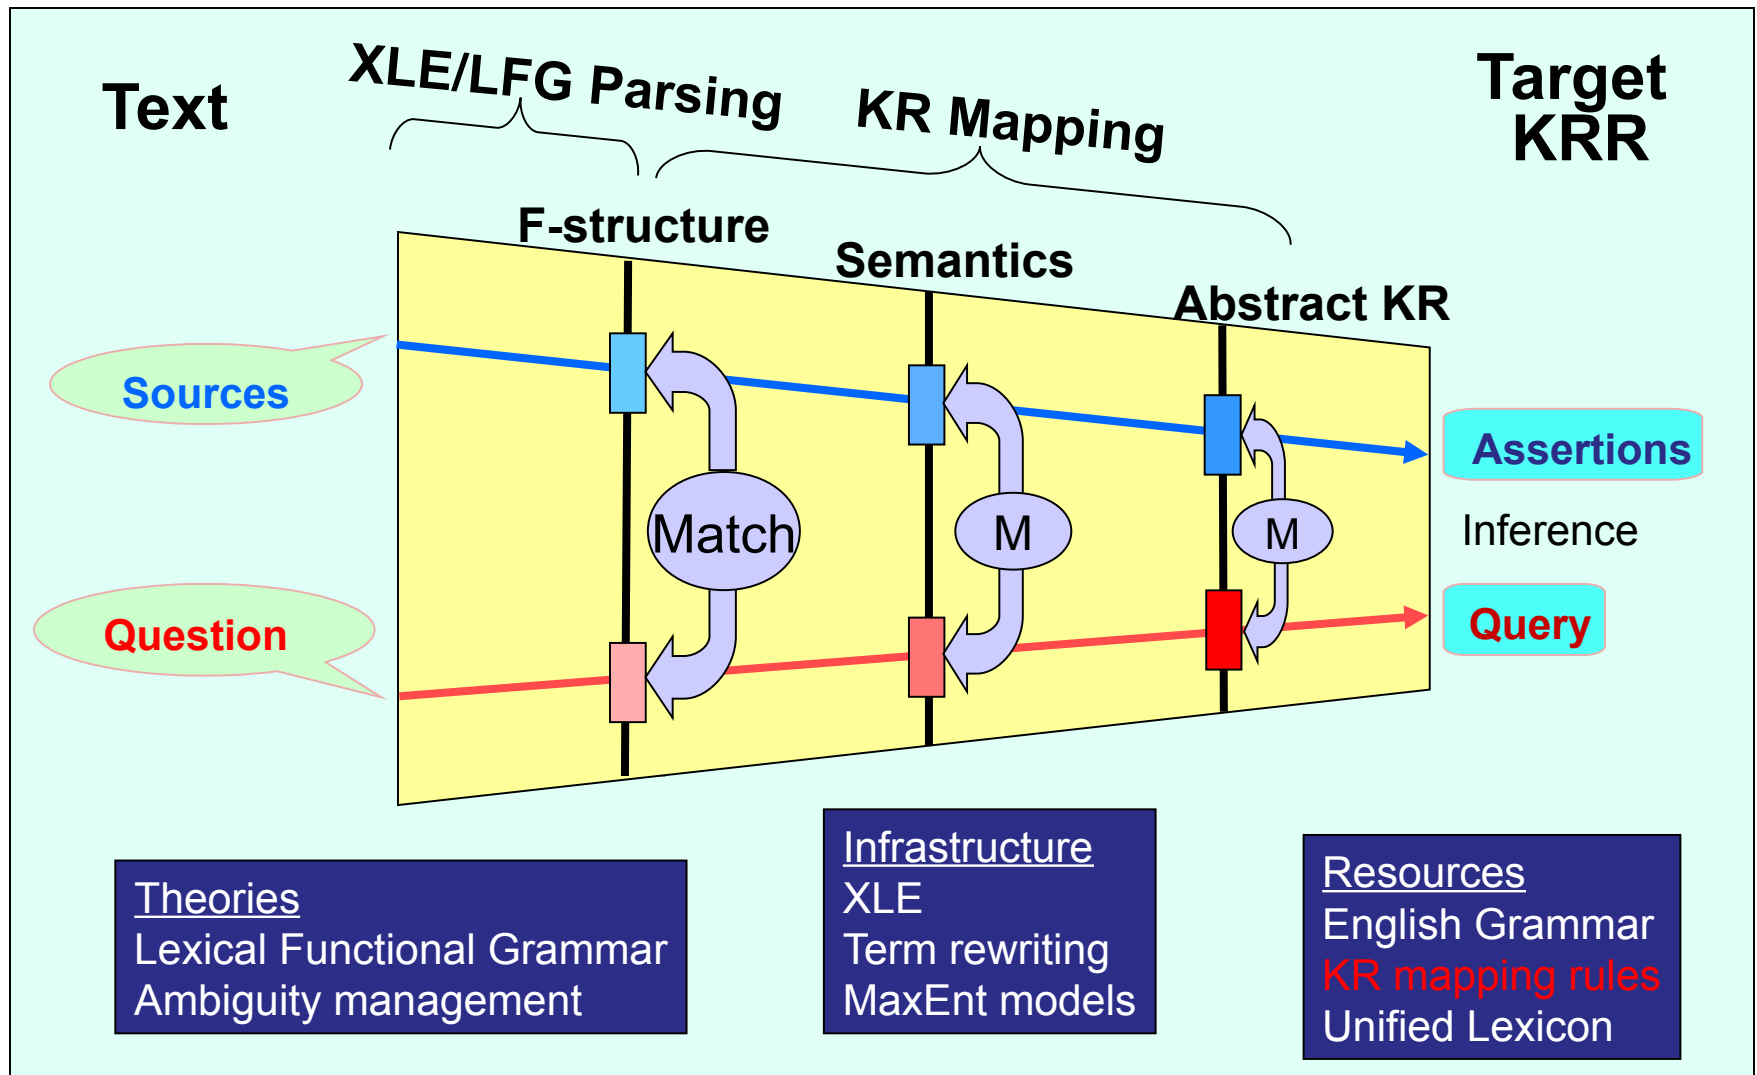 Text
XLE/LFG Parsing
KR Mapping
Target
KRR
F-structure
Semantics
Abstract KR
Sources
Assertions
Match
M
M
Inference
Question
Query
Theories
Lexical Functional Grammar
Ambiguity management
Infrastructure
XLE
Term rewriting
MaxEnt models
Resources
English Grammar
KR mapping rules
Unified Lexicon